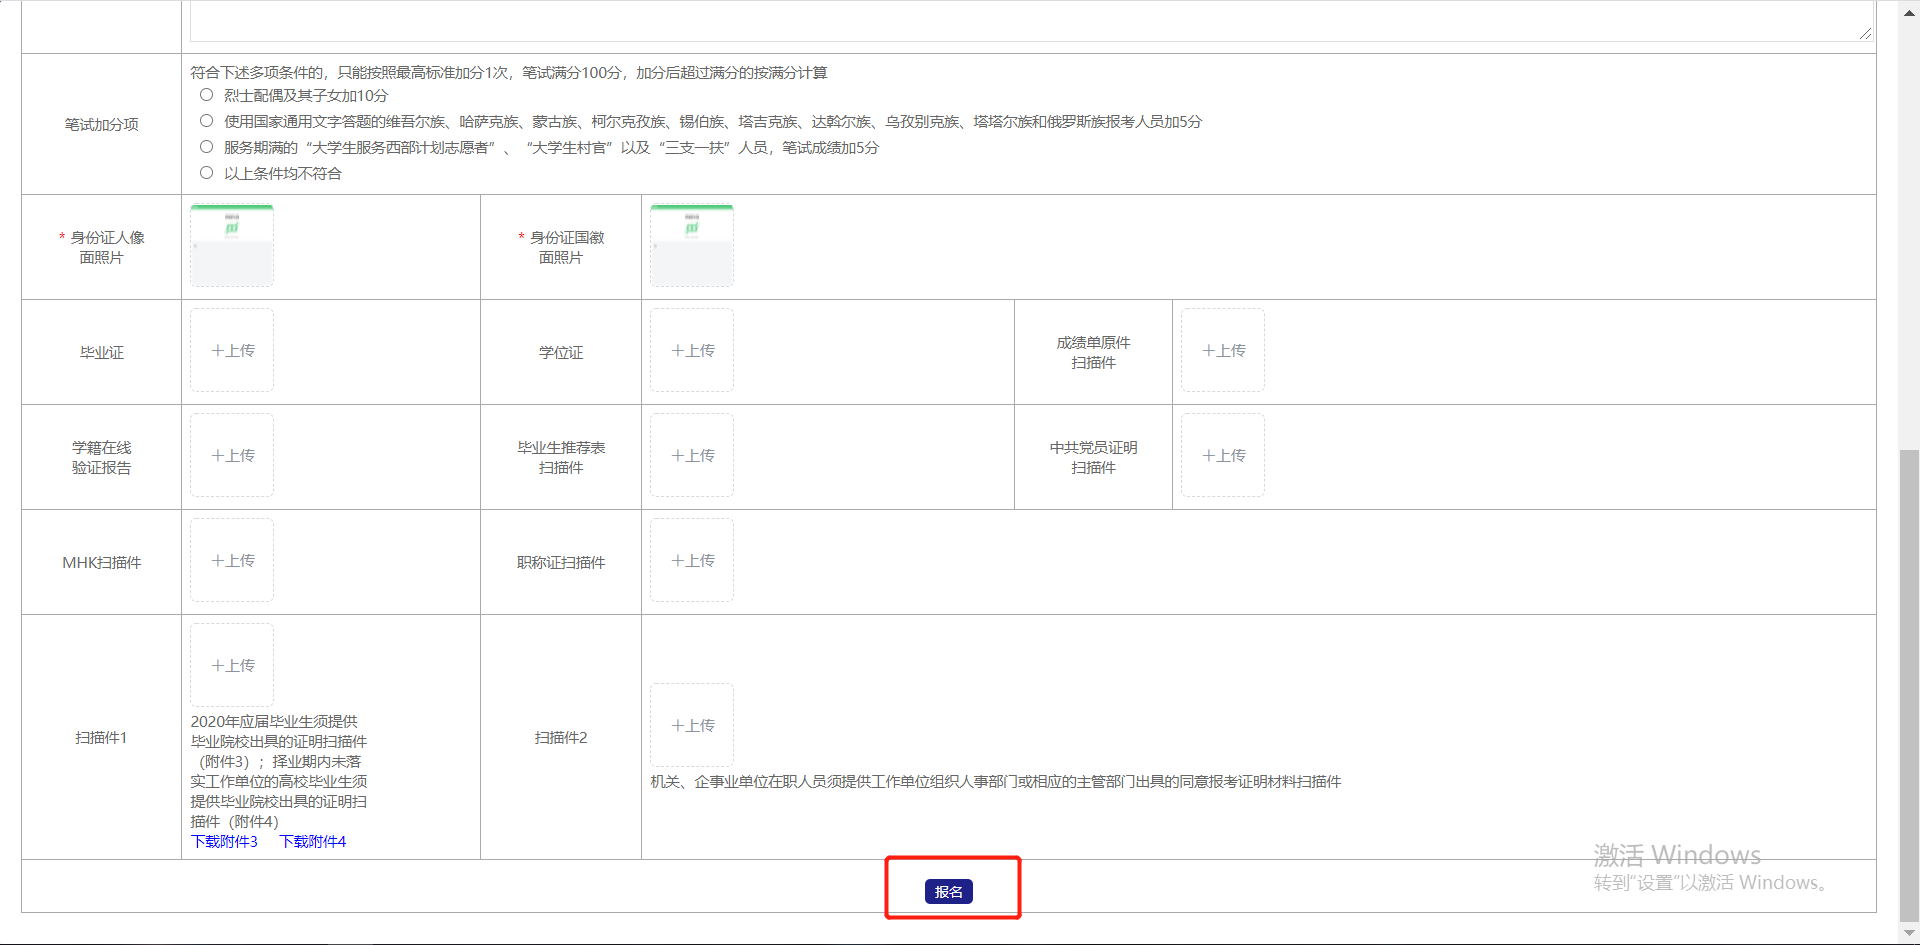 符合下述多项条件的，只能按照最高标准加分1次，笔试满分100分，加分后超过满分的按满分计算
笔试加分项
烈士配偶及其子女加10分
使用国家通用文字答题的维吾尔族、哈萨克族、蒙古族、柯尔克孜族、锡伯族、塔吉克族、达斡尔族、乌孜别克族、塔塔尔族和俄罗斯族报考人员加5分
服务期满的“大学生服务西部计划志愿者”、“大学生村官”以及“三支一扶”人员，笔试成绩加5分
以上条件均不符合
* 身份证人像
面照片
* 身份证国徽
面照片
毕业证
+上传
学位证
+上传
成绩单原件
扫描件
+上传
学籍在线
验证报告
+上传
毕业生推荐表
扫描件
+上传
中共党员证明
扫描件
+上传
MHK扫描件
+上传
职称证扫描件
+上传
扫描件1
+上传
2020年应届毕业生须提供
毕业院校出具的证明扫描件
（附件3）；择业期内未落
实工作单位的高校毕业生须
提供毕业院校出具的证明扫
描件（附件4）
下载附件3 下载附件4
扫描件2
+上传
机关、企事业单位在职人员须提供工作单位组织人事部门或相应的主管部门出具的同意报考证明材料扫描件
报名
激活 Windows
转到“设置”以激活 Windows。